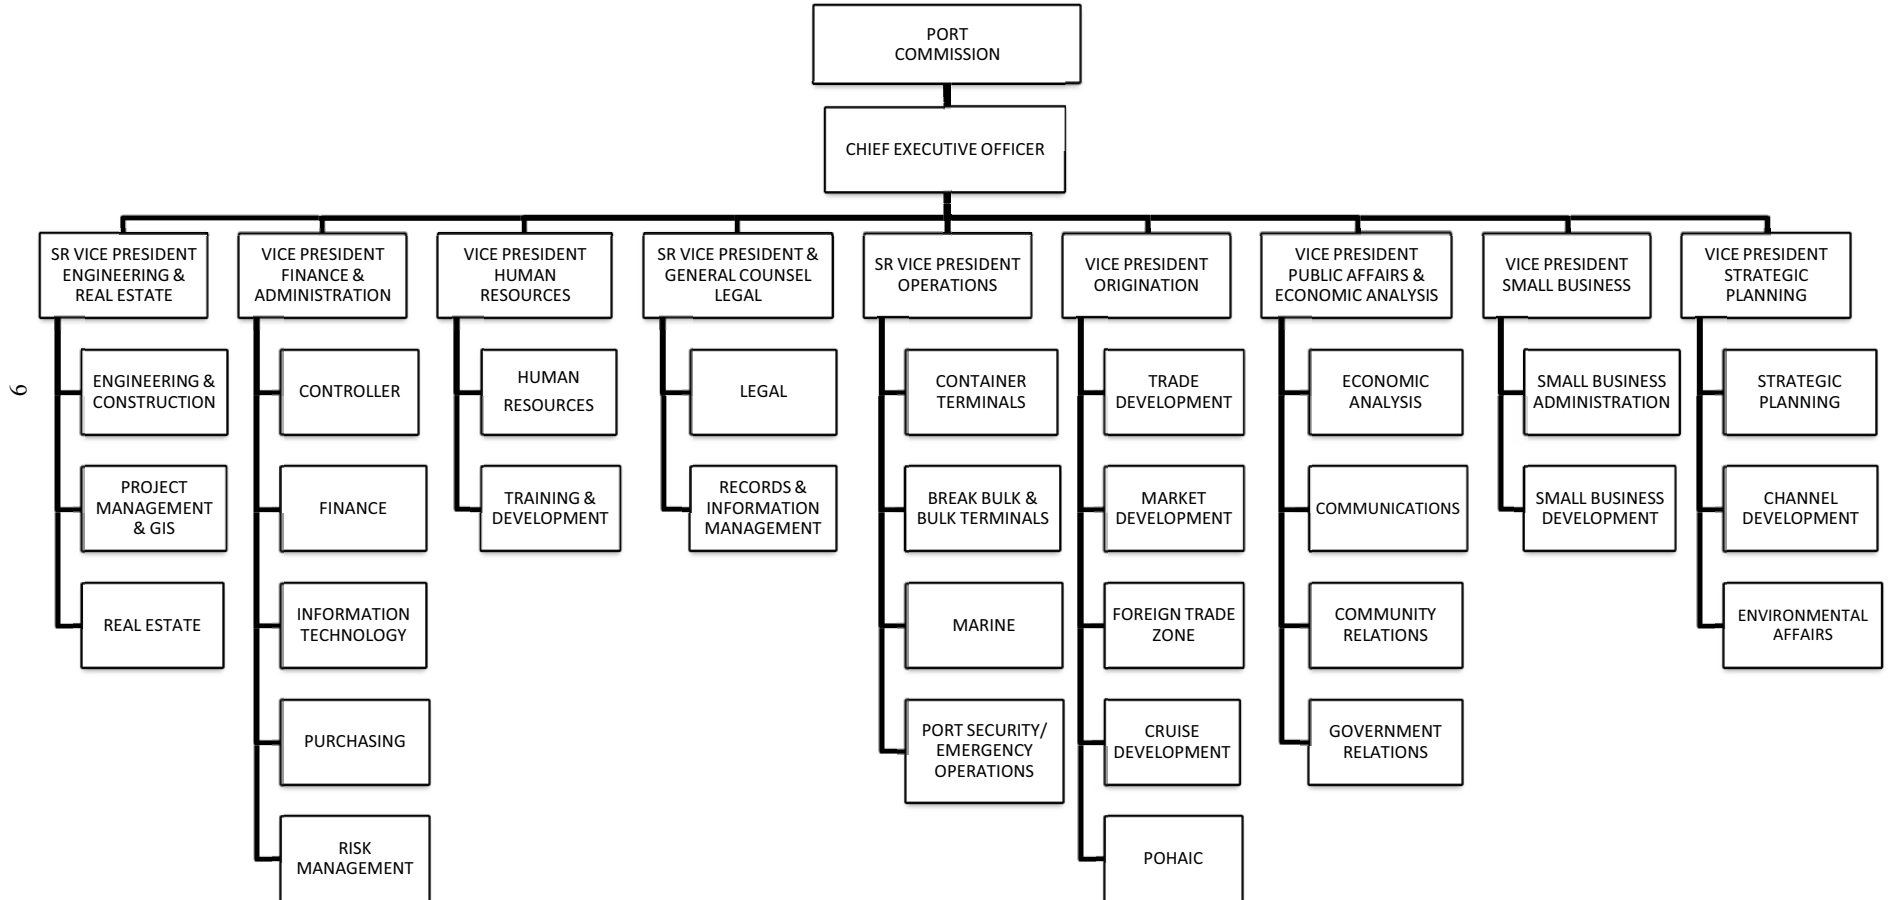 PORT
COMMISSION
CHIEF EXECUTIVE OFFICER
SR VICE PRESIDENT
ENGINEERING &
REAL ESTATE
VICE PRESIDENT
FINANCE &
ADMINISTRATION
VICE PRESIDENT
HUMAN
RESOURCES
SR VICE PRESIDENT &
GENERAL COUNSEL
LEGAL
SR VICE PRESIDENT
OPERATIONS
VICE PRESIDENT
ORIGINATION
VICE PRESIDENT
PUBLIC AFFAIRS &
ECONOMIC ANALYSIS
VICE PRESIDENT
SMALL BUSINESS
VICE PRESIDENT
STRATEGIC
PLANNING
ENGINEERING &
CONSTRUCTION
PROJECT
MANAGEMENT
& GIS
REAL ESTATE
CONTROLLER
FINANCE
INFORMATION
TECHNOLOGY
PURCHASING
RISK
MANAGEMENT
HUMAN
RESOURCES
TRAINING &
DEVELOPMENT
LEGAL
RECORDS &
INFORMATION
MANAGEMENT
CONTAINER
TERMINALS
BREAK BULK &
BULK TERMINALS
MARINE
PORT SECURITY/
EMERGENCY
OPERATIONS
TRADE
DEVELOPMENT
MARKET
DEVELOPMENT
FOREIGN TRADE
ZONE
CRUISE
DEVELOPMENT
POHAIC
ECONOMIC
ANALYSIS
COMMUNICATIONS
COMMUNITY
RELATIONS
GOVERNMENT
RELATIONS
SMALL BUSINESS
ADMINISTRATION
SMALL BUSINESS
DEVELOPMENT
STRATEGIC
PLANNING
CHANNEL
DEVELOPMENT
ENVIRONMENTAL
AFFAIRS
9